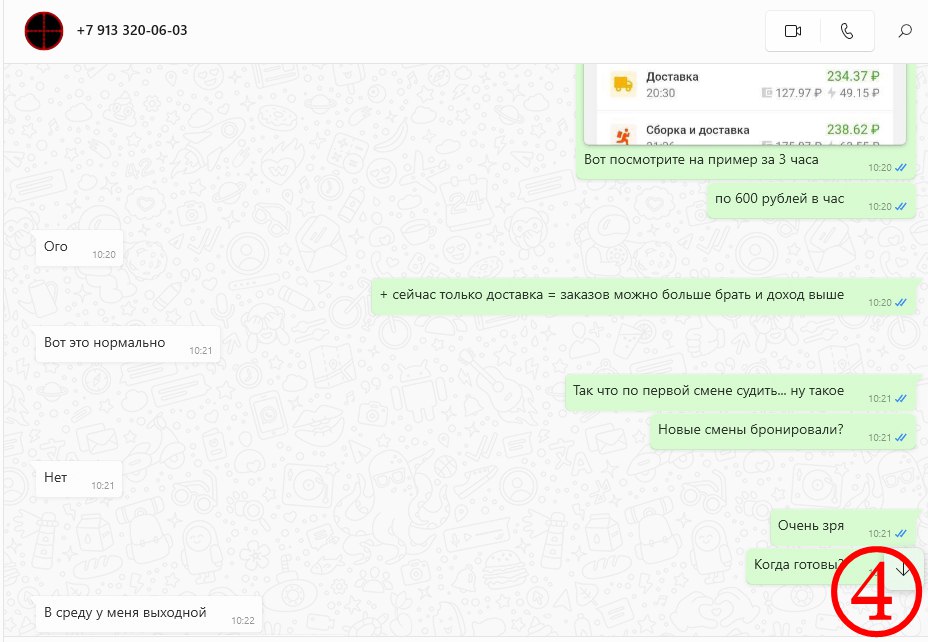 +7 913 320-06-03
Доставка
234.37 ₽
20:30
127.97 ₽ 49.15 ₽
Сборка и доставка
238.62 ₽
Вот посмотрите на пример за 3 часа
10:20
по 600 рублей в час
10:20
Ого
10:20
+ сейчас только доставка = заказов можно больше брать и доход выше
10:20
Вот это нормально
10:21
Так что по первой смене судить... ну такое
10:21
Новые смены бронировали?
10:21
Нет
10:21
Очень зря
10:21
Когда готовы?
4
В среду у меня выходной
10:22